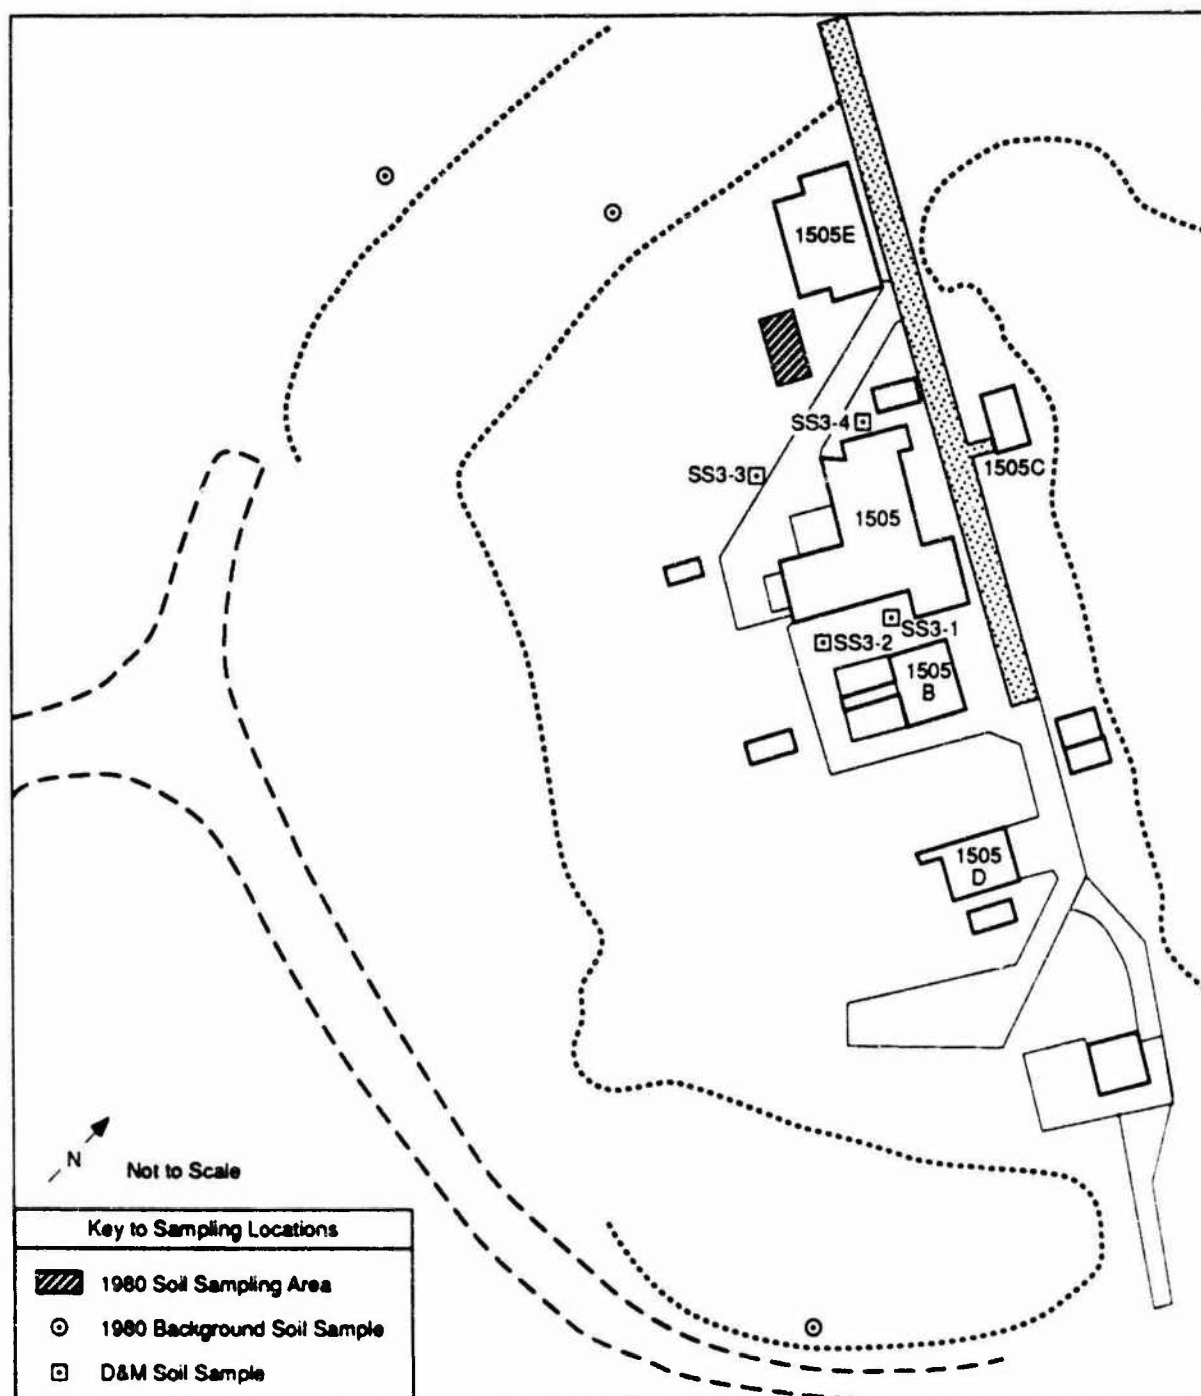 1505E
SS3-4
1505C
SS3-3
1505
SS3-1
SS3-2
1505
B
1505
D
N
Not to Scale
Key to Sampling Locations
1980 Soil Sampling Area
1980 Background Soil Sample
D&M Soil Sample